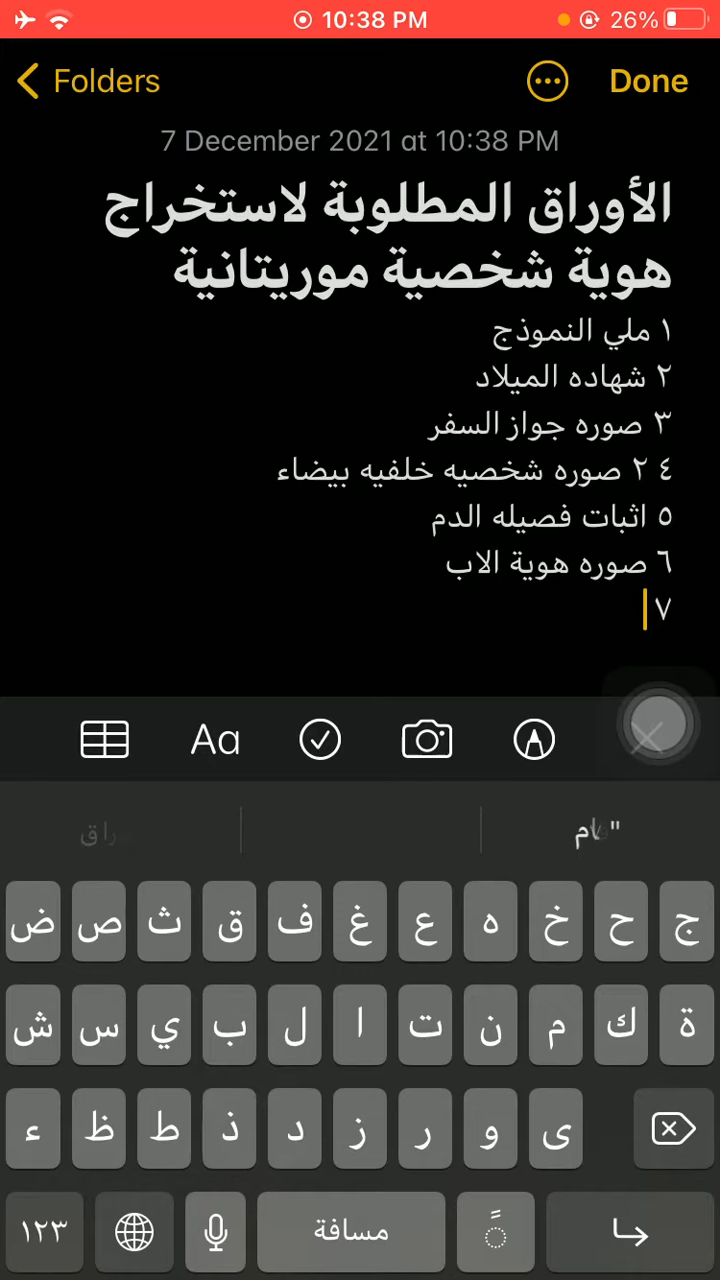 10:38 PM
26%
Folders
Done
7 December 2021 at 10:38 PM
الأوراق المطلوبة لاستخراج
هوية شخصية موريتانية
١ ملي النموذج
٢ شهاده الميلاد
٣ صوره جواز السفر
٤ ٢ صوره شخصيه خلفيه بيضاء
٥ اثبات فصيله الدم
٦ صوره هوية الاب
٧
Aa
ض ص ث ق ف غ ع ه خ ح ج
ش س ي ب ل ا ت ن م ك ة
ء ظ ط ذ د ز ر و ى
١٢٣ مسافة